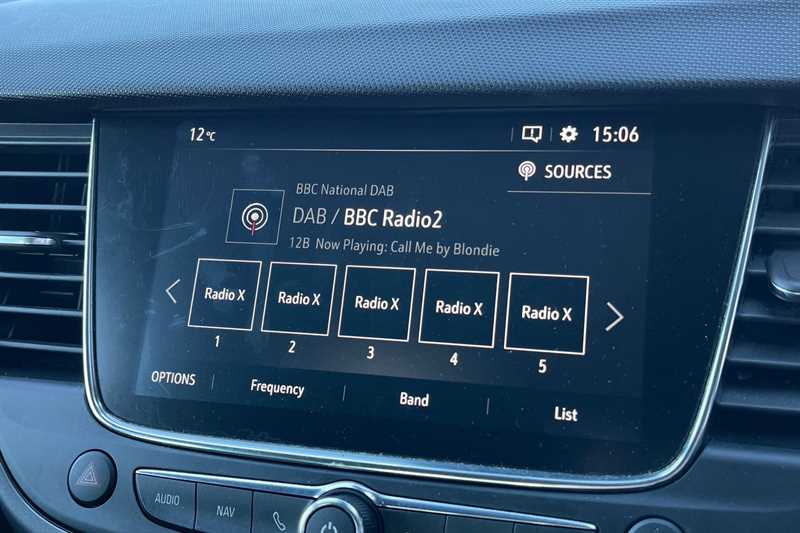 12°C 15:06
SOURCES
BBC National DAB
DAB / BBC Radio2
12B Now Playing: Call Me by Blondie
Radio X Radio X Radio X Radio X Radio X
1 2 3 4 5
OPTIONS Frequency Band List
AUDIO NAV